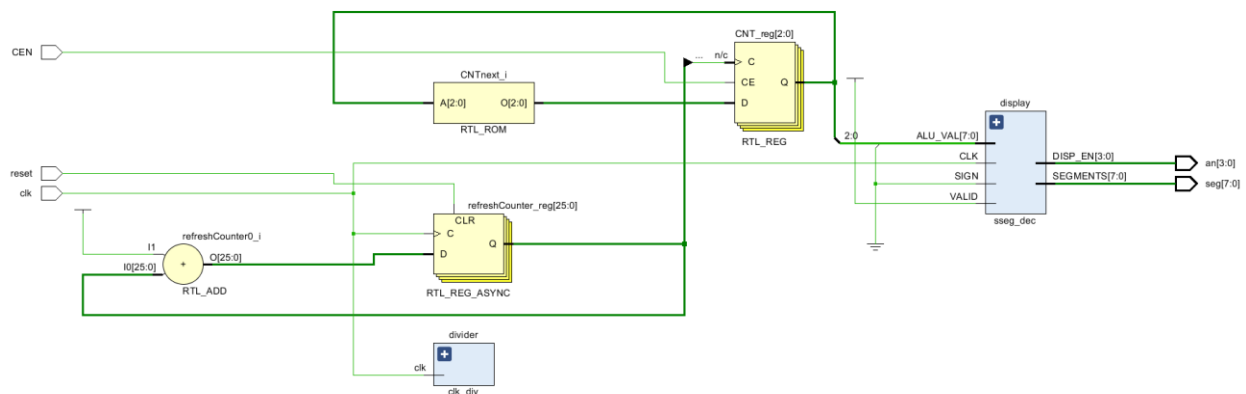 CEN
reset
clk
CNTnext_i
A[2:0] O[2:0]
RTL_ROM
CNT_reg[2:0]
... n/c C
CE Q
D
RTL_REG
2:0
refreshCounter0_i
I1
I0[25:0] + O[25:0]
RTL_ADD
refreshCounter_reg[25:0]
CLR
C Q
D
RTL_REG_ASYNC
divider
clk
clk_div
display
ALU_VAL[7:0]
CLK DISP_EN[3:0]
SIGN SEGMENTS[7:0]
VALID
sseg_dec
an[3:0]
seg[7:0]